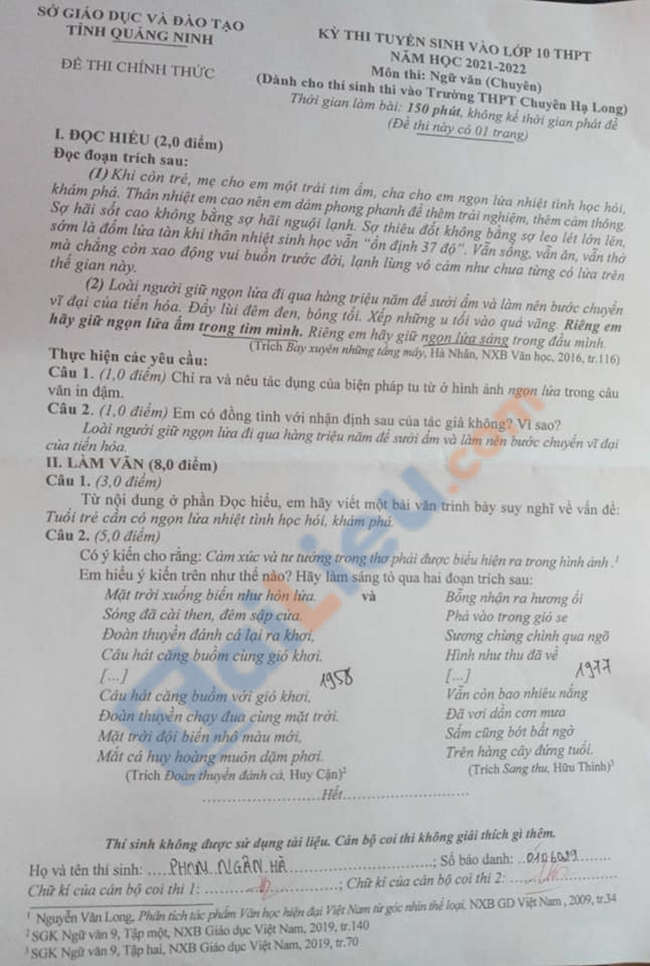 SỞ GIÁO DỤC VÀ ĐÀO TẠO
TỈNH QUẢNG NINH
ĐỀ THI CHÍNH THỨC
KỲ THI TUYỂN SINH VÀO LỚP 10 THPT
NĂM HỌC 2021-2022
Môn thi: Ngữ văn (Chuyên)
(Dành cho thí sinh thi vào Trường THPT Chuyên Hạ Long)
Thời gian làm bài: 150 phút, không kể thời gian phát đề
(Đề thi này có 01 trang)
I. ĐỌC HIỂU (2,0 điểm)
Đọc đoạn trích sau:
(1) Khi còn trẻ, mẹ cho em một trái tim ấm, cha cho em ngọn lửa nhiệt tình học hỏi,
khám phá. Thân nhiệt em cao nên em dám phong phanh để thêm trải nghiệm, thêm cảm thông.
Sợ hãi sốt cao không bằng sợ hãi nguội lạnh. Sợ thiêu đốt không bằng sợ leo lét lớn lên,
sớm là đốm lửa tàn khi thân nhiệt sinh học vẫn "ổn định 37 độ". Vẫn sống, vẫn ăn, vẫn thở
mà chẳng còn xao động vui buồn trước đời, lạnh lùng vô cảm như chưa từng có lửa trên
thế gian này.
(2) Loài người giữ ngọn lửa đi qua hàng triệu năm để sưởi ấm và làm nên bước chuyển
vĩ đại của tiến hóa. Đẩy lùi đêm đen, bóng tối. Xếp những u tối vào quá vãng. Riêng em
hãy giữ ngọn lửa ấm trong tim mình. Riêng em hãy giữ ngọn lửa sáng trong đầu mình.
(Trích Bay xuyên những tầng mây, Hà Nhân, NXB Văn học, 2016, tr.116)
Thực hiện các yêu cầu:
Câu 1. (1,0 điểm) Chỉ ra và nêu tác dụng của biện pháp tu từ ở hình ảnh ngọn lửa trong câu
văn in đậm.
Câu 2. (1,0 điểm) Em có đồng tình với nhận định sau của tác giả không? Vì sao?
Loài người giữ ngọn lửa đi qua hàng triệu năm để sưởi ấm và làm nên bước chuyển vĩ đại
của tiến hóa.
II. LÀM VĂN (8,0 điểm)
Câu 1. (3,0 điểm)
Từ nội dung ở phần Đọc hiểu, em hãy viết một bài văn trình bày suy nghĩ về vấn đề:
Tuổi trẻ cần có ngọn lửa nhiệt tình học hỏi, khám phá.
Câu 2. (5,0 điểm)
Có ý kiến cho rằng: Cảm xúc và tư tưởng trong thơ phải được biểu hiện ra trong hình ảnh.¹
Em hiểu ý kiến trên như thế nào? Hãy làm sáng tỏ qua hai đoạn trích sau:
Mặt trời xuống biển như hòn lửa.
Sóng đã cài then, đêm sập cửa.
Đoàn thuyền đánh cá lại ra khơi,
Câu hát căng buồm cùng gió khơi.
[...]
1958
Câu hát căng buồm với gió khơi,
Đoàn thuyền chạy đua cùng mặt trời.
Mặt trời đội biển nhô màu mới,
Mắt cá huy hoàng muôn dặm phơi.
(Trích Đoàn thuyền đánh cá, Huy Cận)²
và
Bỗng nhận ra hương ổi
Phả vào trong gió se
Sương chùng chình qua ngõ
Hình như thu đã về
[...]
1977
Vẫn còn bao nhiêu nắng
Đã vơi dần cơn mưa
Sấm cũng bớt bất ngờ
Trên hàng cây đứng tuổi.
(Trích Sang thu, Hữu Thỉnh)³
Hết
Thí sinh không được sử dụng tài liệu. Cán bộ coi thi không giải thích gì thêm.
Họ và tên thí sinh: PHAN NGÂN HÀ; Số báo danh:
Chữ kí của cán bộ coi thi 1: ; Chữ kí của cán bộ coi thi 2:
¹ Nguyễn Văn Long, Phân tích tác phẩm Văn học hiện đại Việt Nam từ góc nhìn thể loại, NXB GD Việt Nam, 2009, tr.34
² SGK Ngữ văn 9, Tập một, NXB Giáo dục Việt Nam, 2019, tr.140
³ SGK Ngữ văn 9, Tập hai, NXB Giáo dục Việt Nam, 2019, tr.70
TaiLieu.com